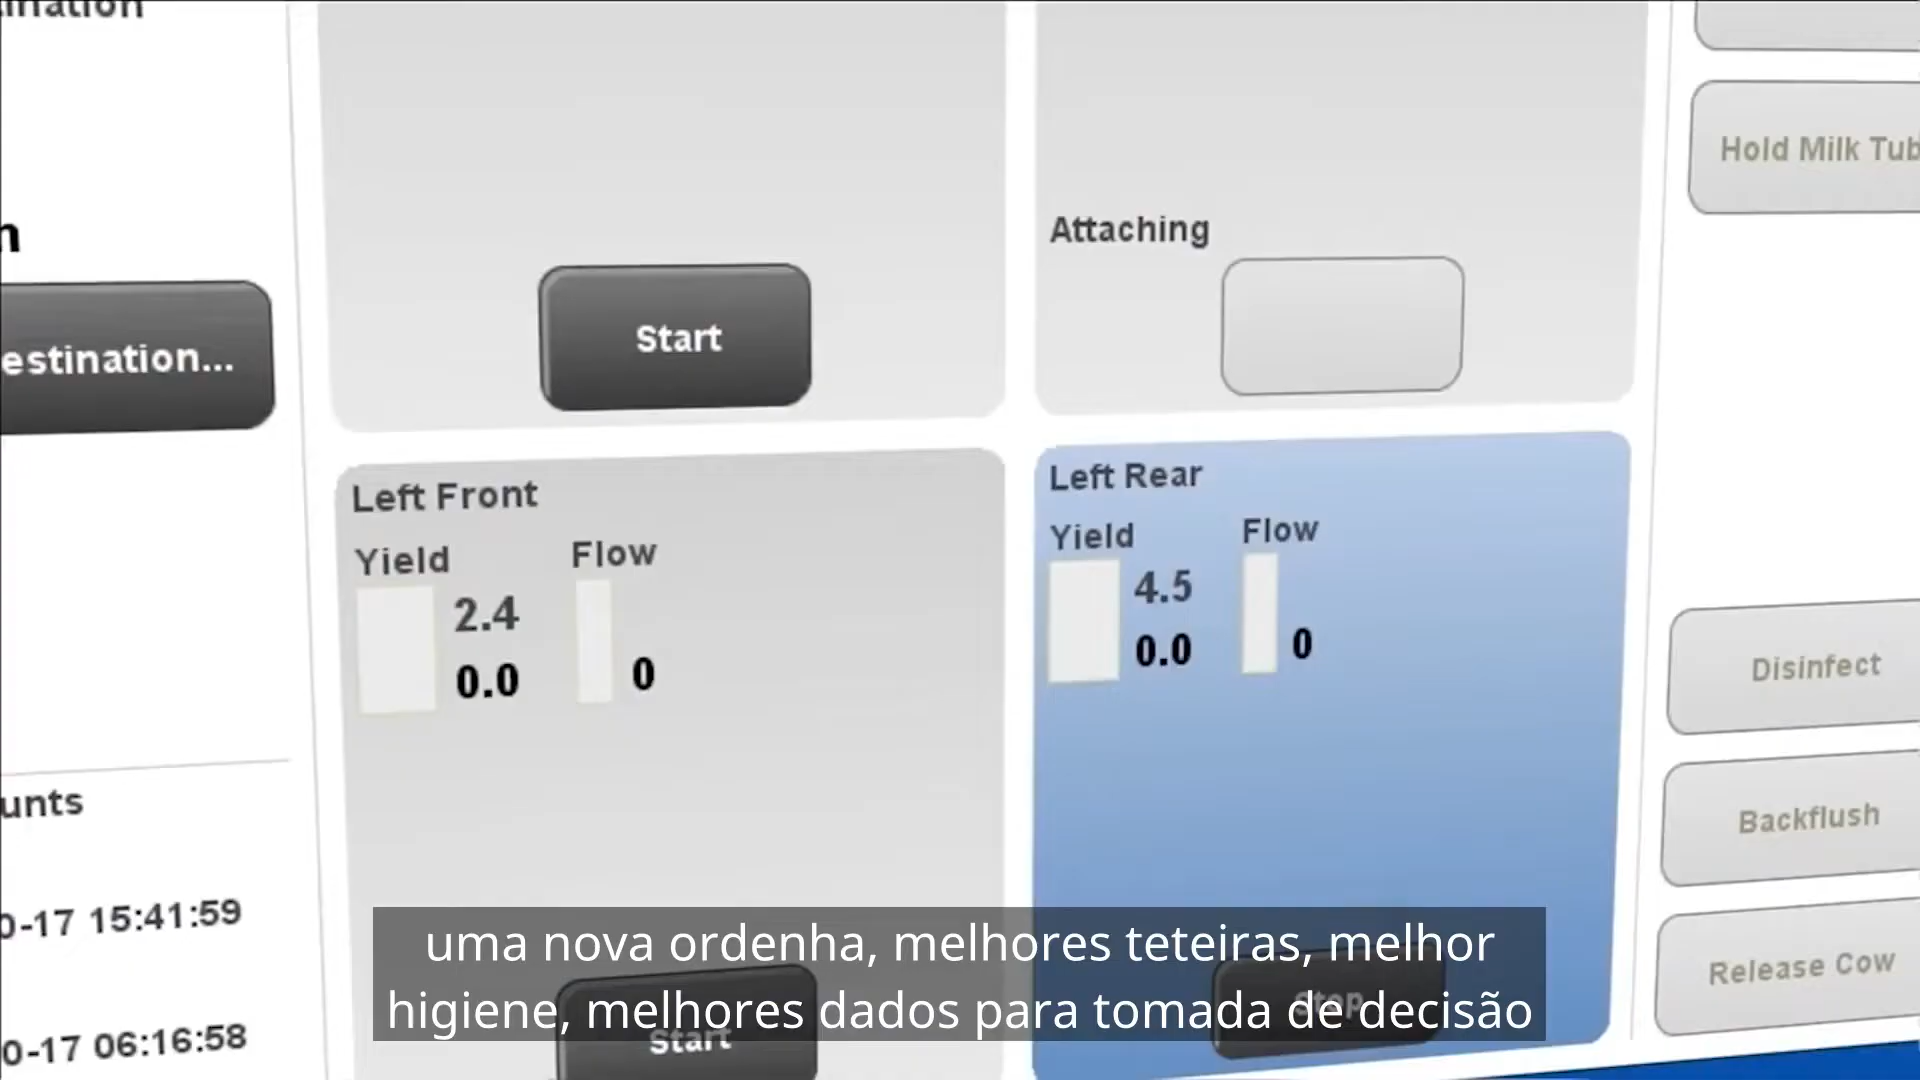 Hold Milk
Attaching
Start
estination...
Left Front
Yield
Flow
2.4
0.0
0
Left Rear
Yield
Flow
4.5
0.0
0
Disinfect
Backflush
Release Cow
unts
0-17 15:41:59
0-17 06:16:58
Start
Stop
uma nova ordenha, melhores teteiras, melhor
higiene, melhores dados para tomada de decisão